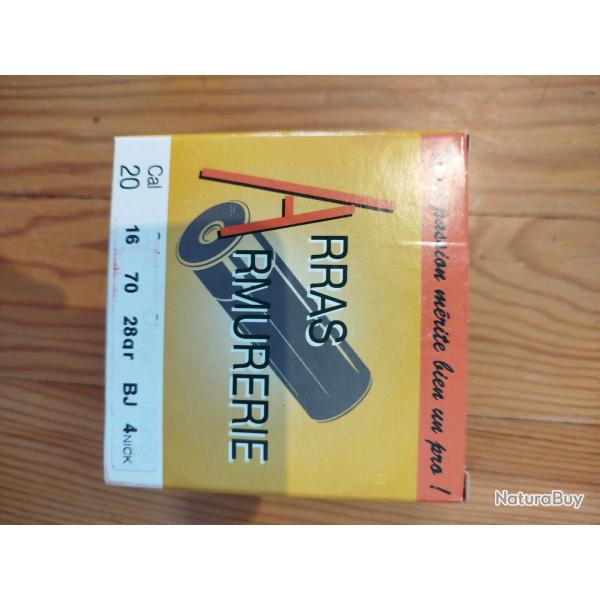 passion mérite bien un pro !
ARRAS
ARMURERIE
Cal
20 16 70 28gr BJ 4NICK
NaturaBuy